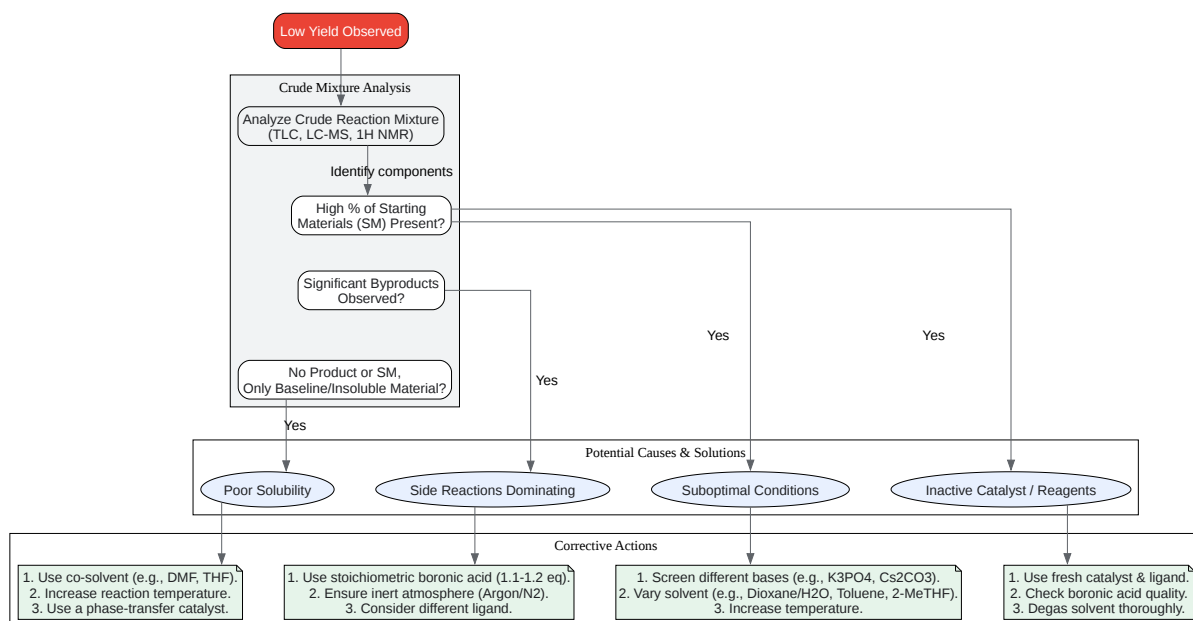 Low Yield Observed
Crude Mixture Analysis
Analyze Crude Reaction Mixture
(TLC, LC-MS, 1H NMR)
Identify components
High % of Starting
Materials (SM) Present?
Significant Byproducts
Observed?
Yes
Yes
No Product or SM,
Only Baseline/Insoluble Material?
Yes
Yes
Potential Causes & Solutions
Poor Solubility
Side Reactions Dominating
Suboptimal Conditions
Inactive Catalyst / Reagents
Corrective Actions
1. Use co-solvent (e.g., DMF, THF).
2. Increase reaction temperature.
3. Use a phase-transfer catalyst.
1. Use stoichiometric boronic acid (1.1-1.2 eq).
2. Ensure inert atmosphere (Argon/N2).
3. Consider different ligand.
1. Screen different bases (e.g., K3PO4, Cs2CO3).
2. Vary solvent (e.g., Dioxane/H2O, Toluene, 2-MeTHF).
3. Increase temperature.
1. Use fresh catalyst & ligand.
2. Check boronic acid quality.
3. Degas solvent thoroughly.